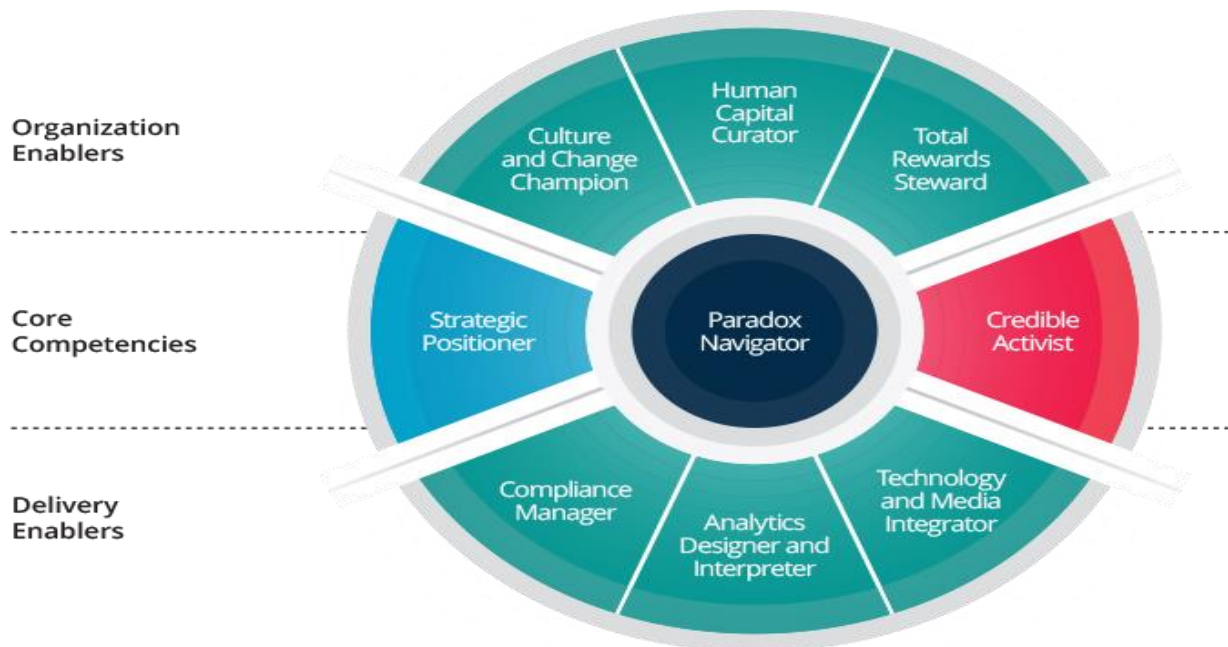 Organization
Enablers
Culture
and Change
Champion
Human
Capital
Curator
Total
Rewards
Steward
Core
Competencies
Strategic
Positioner
Paradox
Navigator
Credible
Activist
Delivery
Enablers
Compliance
Manager
Analytics
Designer and
Interpreter
Technology
and Media
Integrator